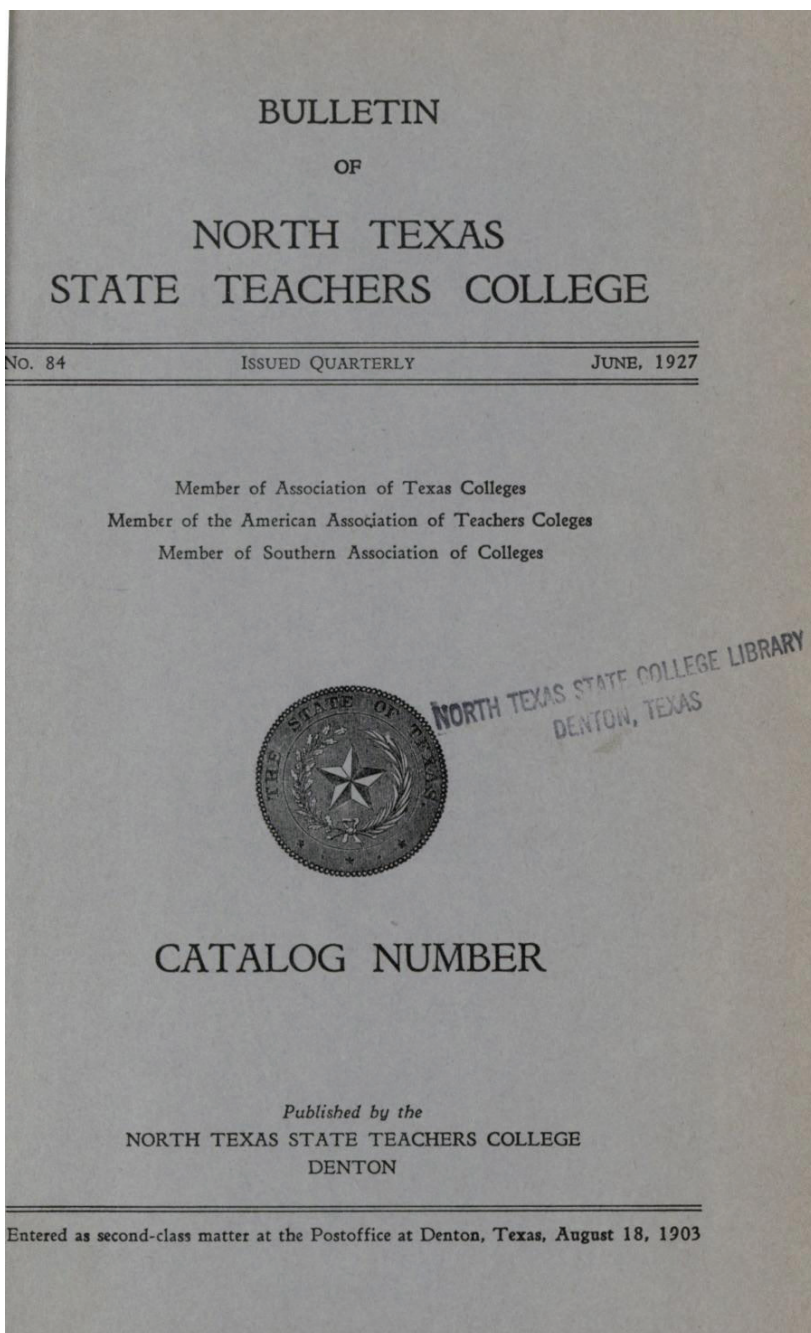 BULLETIN
OF
NORTH TEXAS
STATE TEACHERS COLLEGE
No. 84 ISSUED QUARTERLY JUNE, 1927
Member of Association of Texas Colleges
Member of the American Association of Teachers Coleges
Member of Southern Association of Colleges
NORTH TEXAS STATE COLLEGE LIBRARY
DENTON, TEXAS
THE STATE OF TEXAS.
CATALOG NUMBER
Published by the
NORTH TEXAS STATE TEACHERS COLLEGE
DENTON
Entered as second-class matter at the Postoffice at Denton, Texas, August 18, 1903